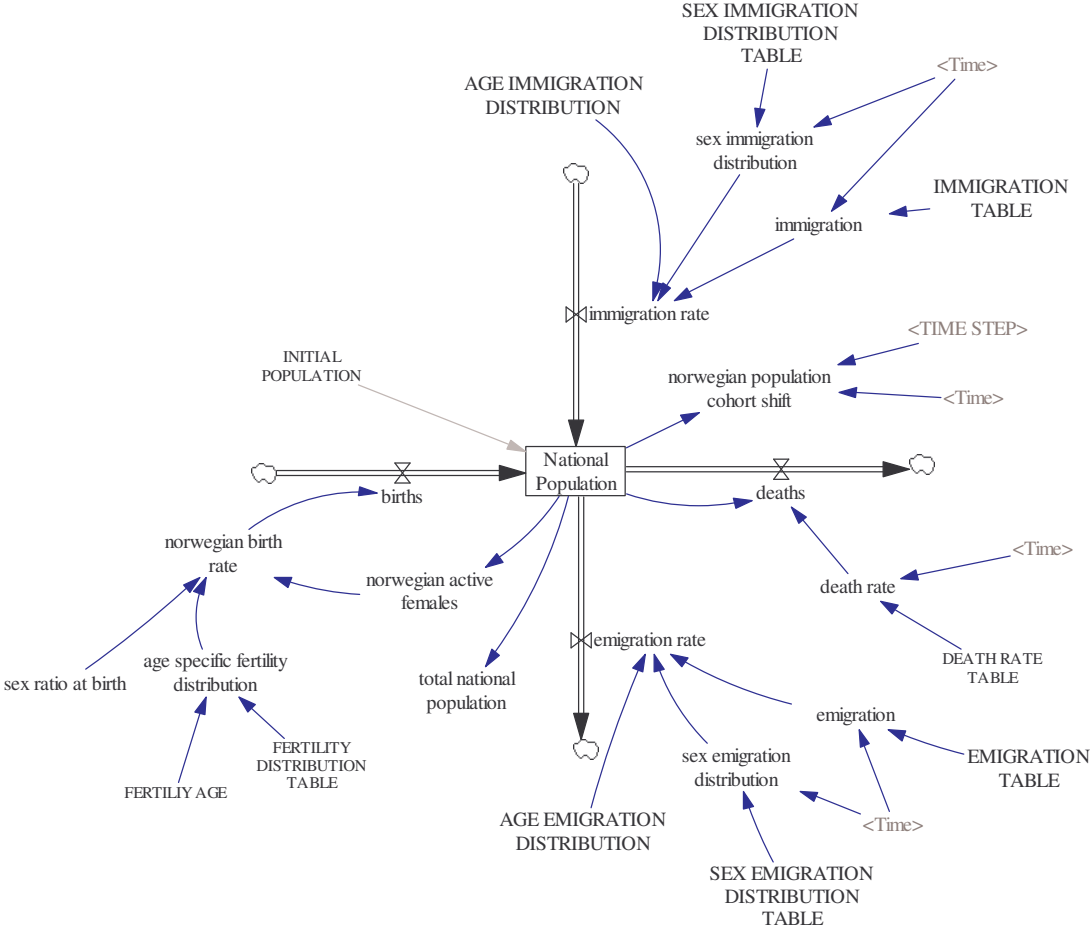 SEX IMMIGRATION
DISTRIBUTION
TABLE
<Time>
AGE IMMIGRATION
DISTRIBUTION
sex immigration
distribution
IMMIGRATION
TABLE
immigration
immigration rate
<TIME STEP>
INITIAL
POPULATION
norwegian population
cohort shift
<Time>
National
Population
births
deaths
norwegian birth
rate
<Time>
norwegian active
females
death rate
emigration rate
age specific fertility
distribution
sex ratio at birth
DEATH RATE
TABLE
total national
population
emigration
FERTILITY
DISTRIBUTION
TABLE
FERTILIY AGE
sex emigration
distribution
EMIGRATION
TABLE
AGE EMIGRATION
DISTRIBUTION
<Time>
SEX EMIGRATION
DISTRIBUTION
TABLE